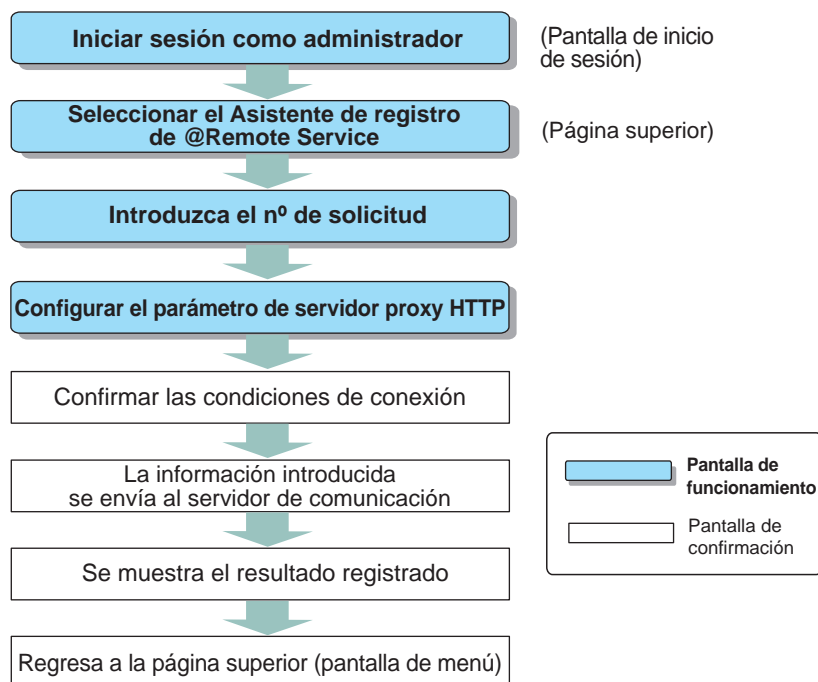 Iniciar sesión como administrador
(Pantalla de inicio
de sesión)
Seleccionar el Asistente de registro
de @Remote Service
(Página superior)
Introduzca el nº de solicitud
Configurar el parámetro de servidor proxy HTTP
Confirmar las condiciones de conexión
La información introducida
se envía al servidor de comunicación
Se muestra el resultado registrado
Regresa a la página superior (pantalla de menú)
Pantalla de
funcionamiento
Pantalla de
confirmación